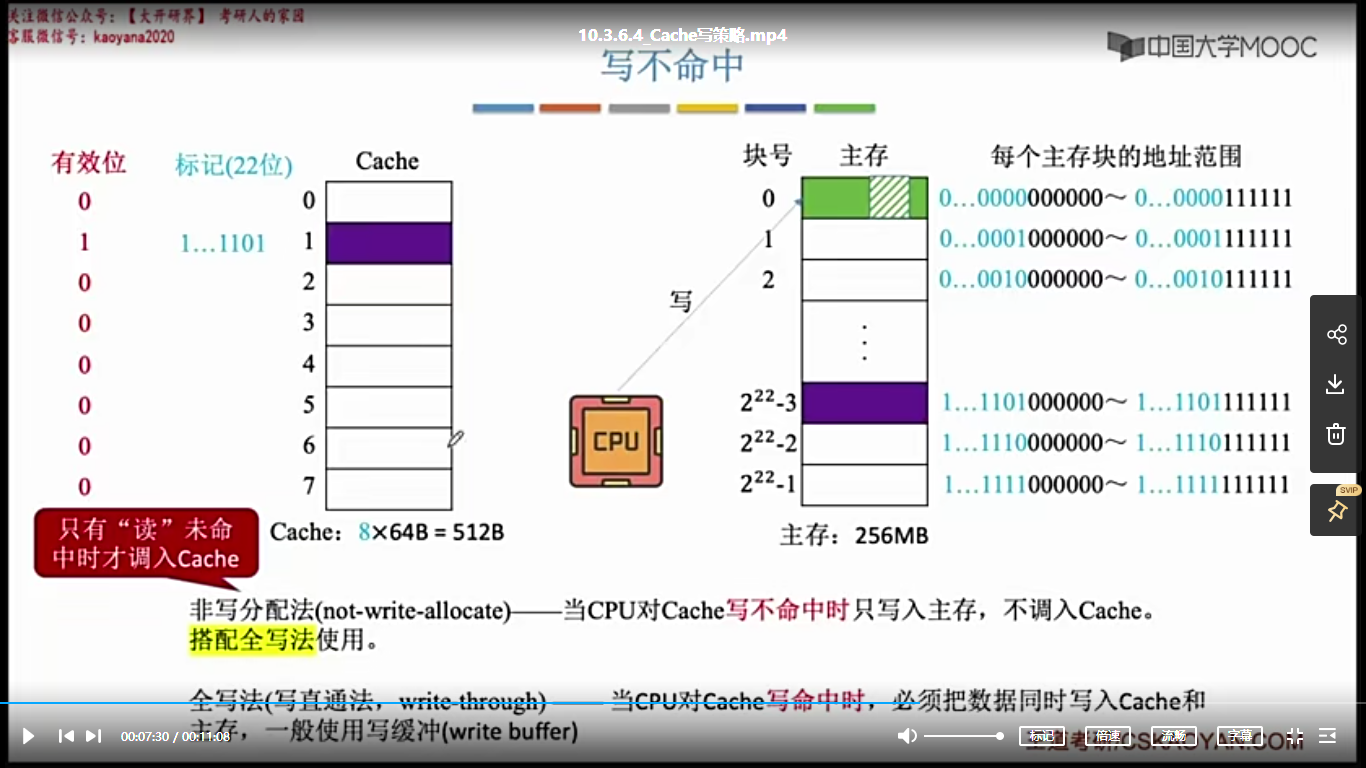 关注微信公众号：【大开研界】 考研人的家园
客服微信号：kaoyana2020
10.3.6.4_Cache写策略.mp4
中国大学MOOC
写不命中
有效位 标记(22位) Cache
0 0
1 1…1101 1
0 2
0 3
0 4
0 5
0 6
0 7
Cache：8×64B = 512B
写
CPU
块号 主存 每个主存块的地址范围
0 0…0000000000～ 0…0000111111
1 0…0001000000～ 0…0001111111
2 0…0010000000～ 0…0010111111
⋮
2²²-3 1…1101000000～ 1…1101111111
2²²-2 1…1110000000～ 1…1110111111
2²²-1 1…1111000000～ 1…1111111111
主存：256MB
只有“读”未命
中时才调入Cache
非写分配法(not-write-allocate)——当CPU对Cache写不命中时只写入主存，不调入Cache。
搭配全写法使用。
全写法(写直通法，write-through) —— 当CPU对Cache写命中时，必须把数据同时写入Cache和
主存，一般使用写缓冲(write buffer)
SVIP
00:07:30 / 00:11:08
标记 倍速 流畅 字幕
王道考研/CSKAOYAN.COM